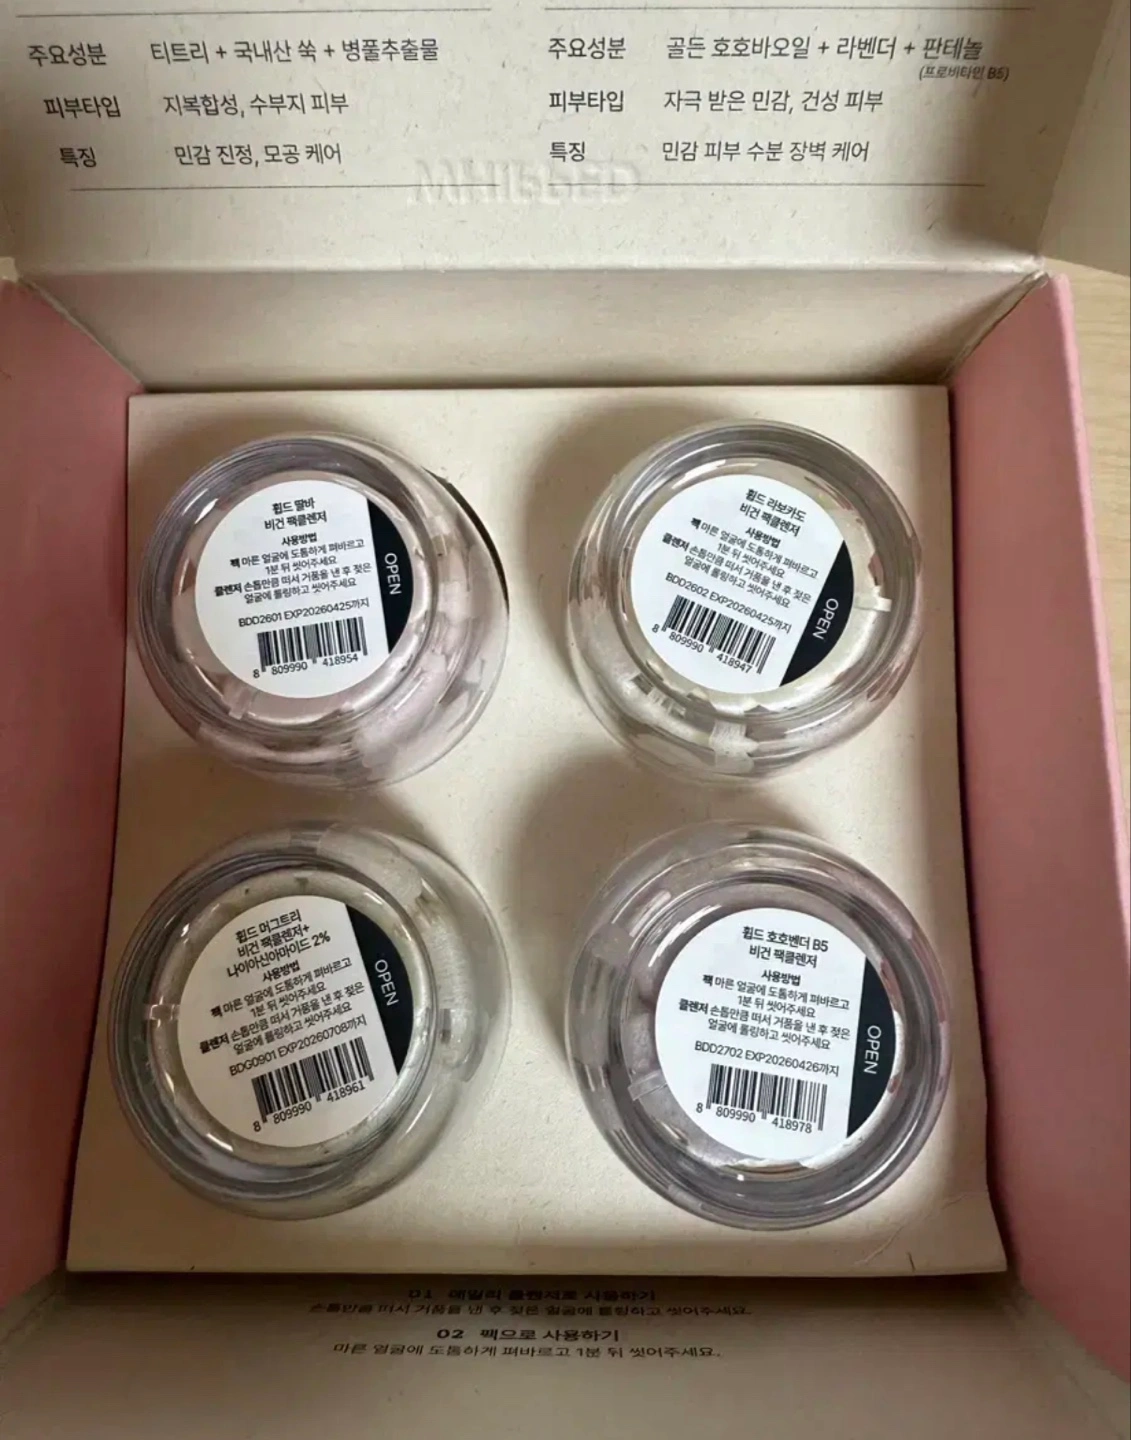 주요성분 티트리 + 국내산 쑥 + 병풀추출물
피부타입 지복합성, 수부지 피부
특징 민감 진정, 모공 케어
주요성분 골든 호호바오일 + 라벤더 + 판테놀
(프로비타민 B5)
피부타입 자극 받은 민감, 건성 피부
특징 민감 피부 수분 장벽 케어
WHIPPED
휩드 딸바
비건 팩클렌저
사용방법
팩 마른 얼굴에 도톰하게 펴바르고
1분 뒤 씻어주세요
클렌저 손톱만큼 떠서 거품을 낸 후 젖은
얼굴에 롤링하고 씻어주세요
BDD2601 EXP20260425까지
8 809990 418954
OPEN
휩드 라보카도
비건 팩클렌저
사용방법
팩 마른 얼굴에 도톰하게 펴바르고
1분 뒤 씻어주세요
클렌저 손톱만큼 떠서 거품을 낸 후 젖은
얼굴에 롤링하고 씻어주세요
BDD2602 EXP20260425까지
8 809990 418947
OPEN
휩드 머그트리
비건 팩클렌저+
나이아신아마이드 2%
사용방법
팩 마른 얼굴에 도톰하게 펴바르고
1분 뒤 씻어주세요
클렌저 손톱만큼 떠서 거품을 낸 후 젖은
얼굴에 롤링하고 씻어주세요
BDG0901 EXP20260708까지
8 809990 418961
OPEN
휩드 호호벤더 B5
비건 팩클렌저
사용방법
팩 마른 얼굴에 도톰하게 펴바르고
1분 뒤 씻어주세요
클렌저 손톱만큼 떠서 거품을 낸 후 젖은
얼굴에 롤링하고 씻어주세요
BDD2702 EXP20260426까지
8 809990 418978
OPEN
01 데일리 클렌저로 사용하기
손톱만큼 떠서 거품을 낸 후 젖은 얼굴에 롤링하고 씻어주세요.
02 팩으로 사용하기
마른 얼굴에 도톰하게 펴바르고 1분 뒤 씻어주세요.